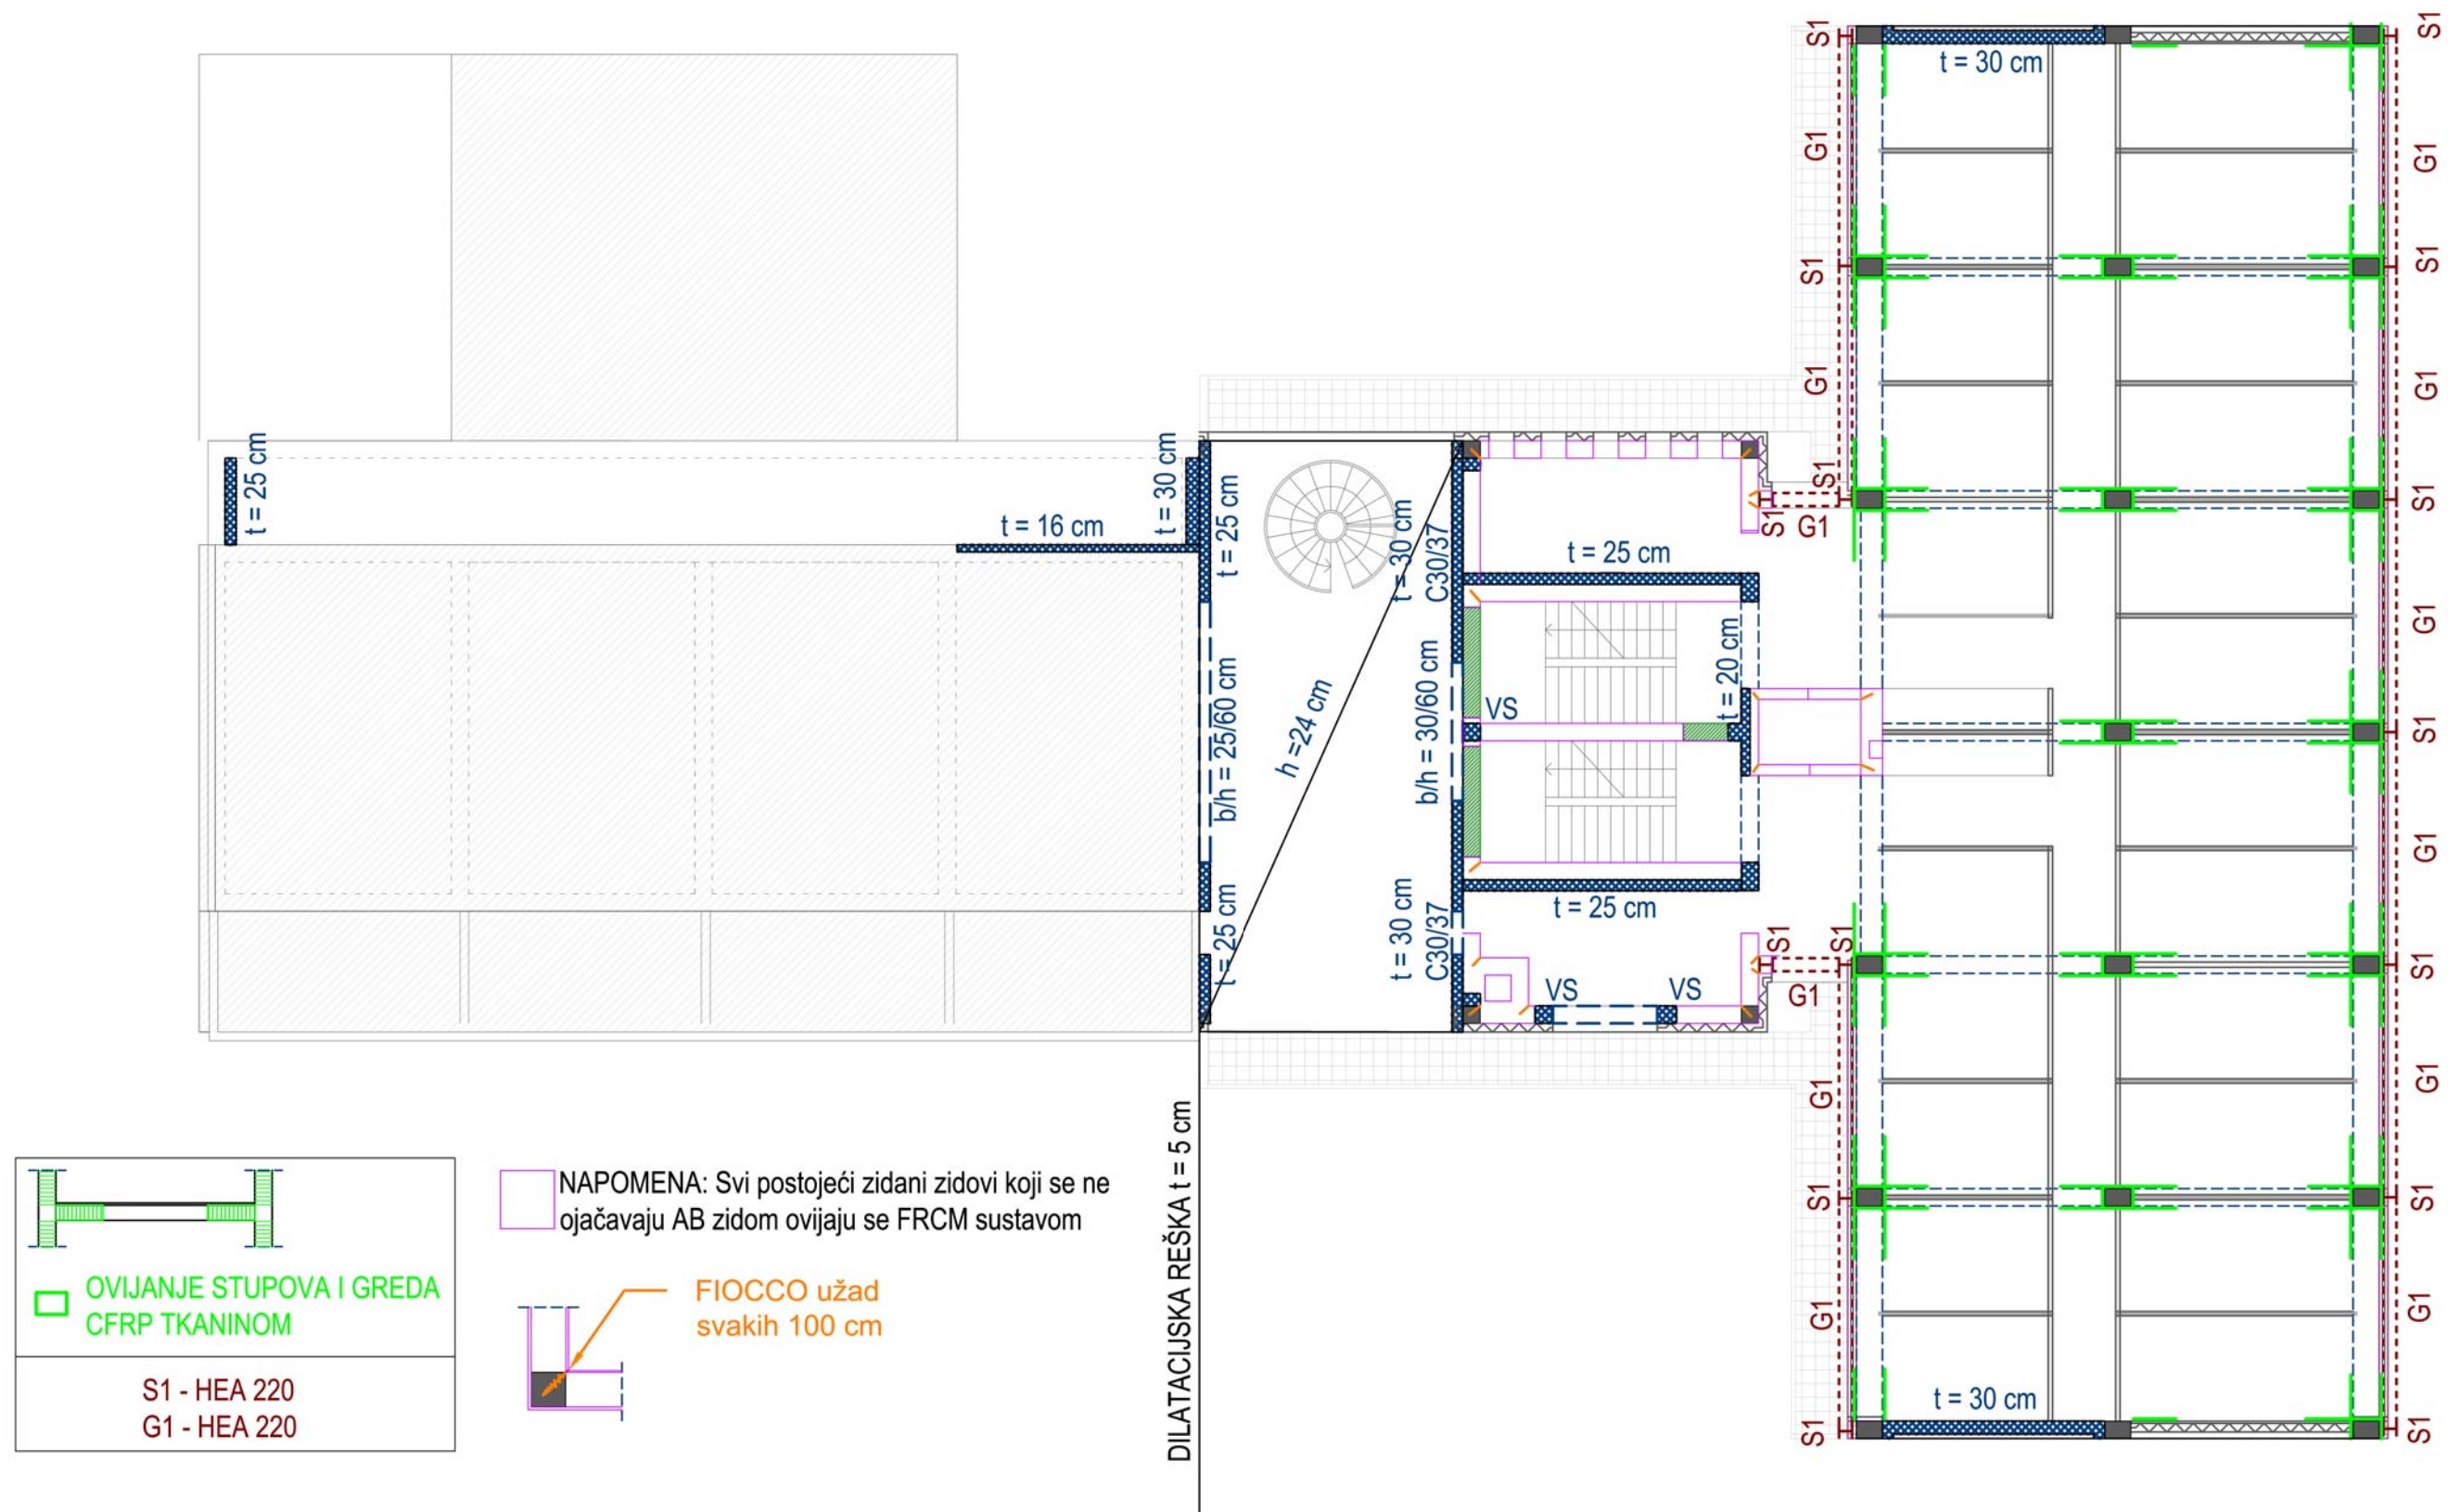 S1
S1
t = 30 cm
G1
G1
S1
S1
G1
G1
t = 25 cm
t = 30 cm
t = 16 cm
t = 25 cm
t = 30 cm
C30/37
S1
S1
G1
S1
t = 25 cm
b/h = 25/60 cm
h =24 cm
b/h = 30/60 cm
VS
t = 20 cm
G1
S1
G1
t = 25 cm
t = 30 cm
C30/37
t = 25 cm
VS
VS
S1
S1
G1
S1
G1
G1
S1
S1
G1
G1
t = 30 cm
S1
S1
DILATACIJSKA REŠKA t = 5 cm
OVIJANJE STUPOVA I GREDA
CFRP TKANINOM
S1 - HEA 220
G1 - HEA 220
NAPOMENA: Svi postojeći zidani zidovi koji se ne
ojačavaju AB zidom ovijaju se FRCM sustavom
FIOCCO užad
svakih 100 cm